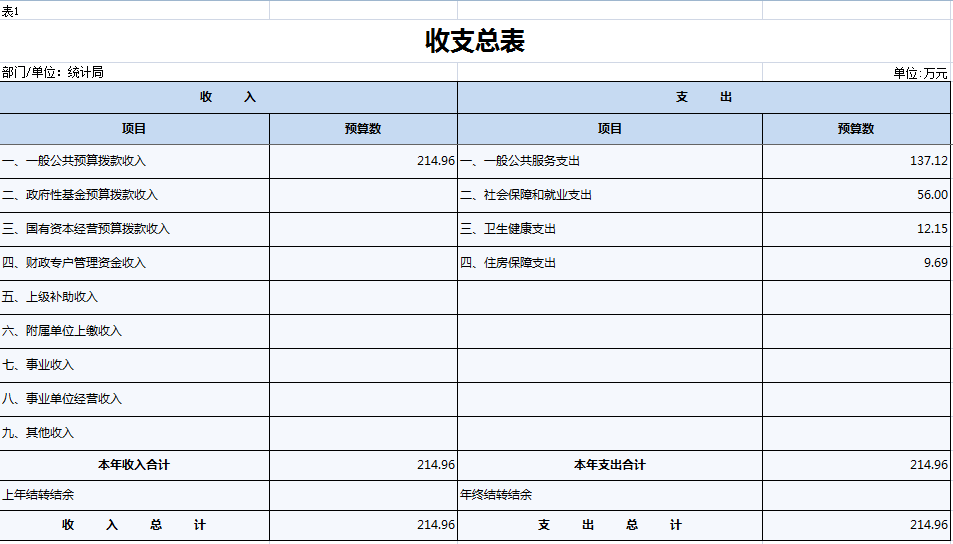 表1
收支总表
部门/单位：统计局 单位:万元
收 入 支 出
项目 预算数 项目 预算数
一、一般公共预算拨款收入 214.96 一、一般公共服务支出 137.12
二、政府性基金预算拨款收入 二、社会保障和就业支出 56.00
三、国有资本经营预算拨款收入 三、卫生健康支出 12.15
四、财政专户管理资金收入 四、住房保障支出 9.69
五、上级补助收入
六、附属单位上缴收入
七、事业收入
八、事业单位经营收入
九、其他收入
本年收入合计 214.96 本年支出合计 214.96
上年结转结余 年终结转结余
收 入 总 计 214.96 支 出 总 计 214.96